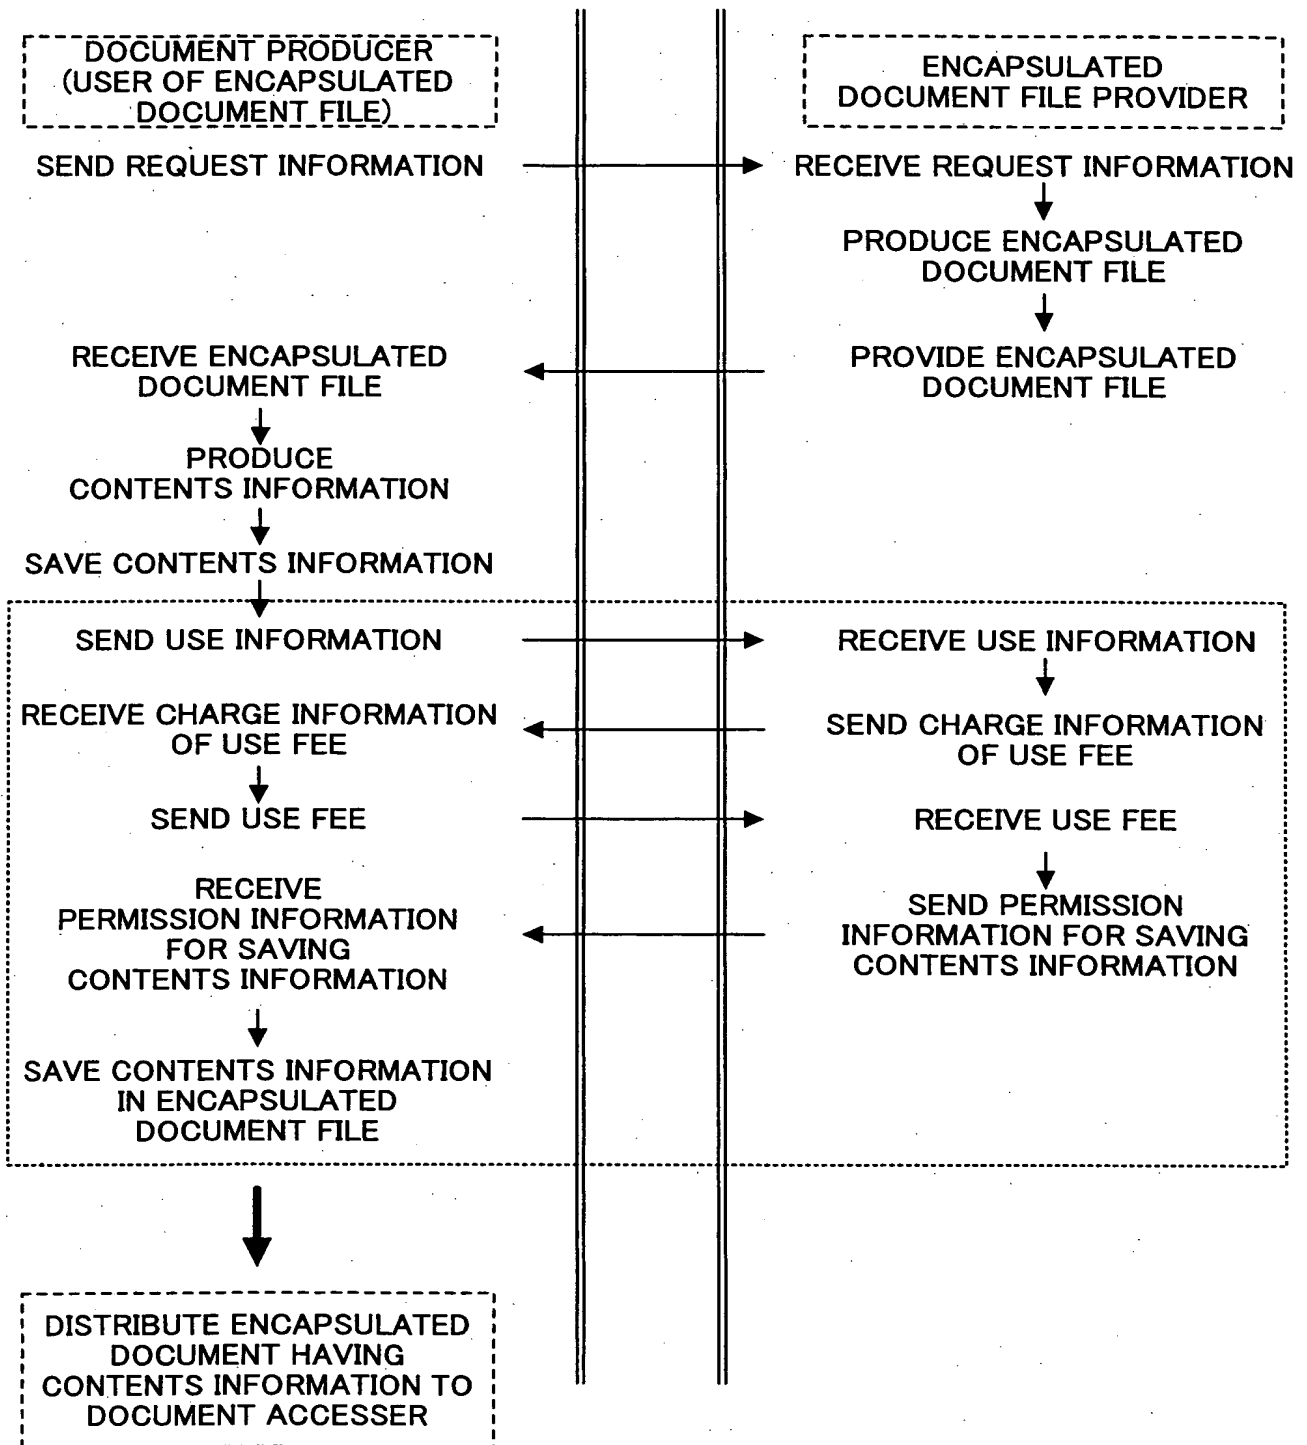 DOCUMENT PRODUCER
(USER OF ENCAPSULATED
DOCUMENT FILE)
ENCAPSULATED
DOCUMENT FILE PROVIDER
SEND REQUEST INFORMATION
RECEIVE REQUEST INFORMATION
PRODUCE ENCAPSULATED
DOCUMENT FILE
RECEIVE ENCAPSULATED
DOCUMENT FILE
PROVIDE ENCAPSULATED
DOCUMENT FILE
PRODUCE
CONTENTS INFORMATION
SAVE CONTENTS INFORMATION
SEND USE INFORMATION
RECEIVE USE INFORMATION
RECEIVE CHARGE INFORMATION
OF USE FEE
SEND CHARGE INFORMATION
OF USE FEE
SEND USE FEE
RECEIVE USE FEE
RECEIVE
PERMISSION INFORMATION
FOR SAVING
CONTENTS INFORMATION
SEND PERMISSION
INFORMATION FOR SAVING
CONTENTS INFORMATION
SAVE CONTENTS INFORMATION
IN ENCAPSULATED
DOCUMENT FILE
DISTRIBUTE ENCAPSULATED
DOCUMENT HAVING
CONTENTS INFORMATION TO
DOCUMENT ACCESSER